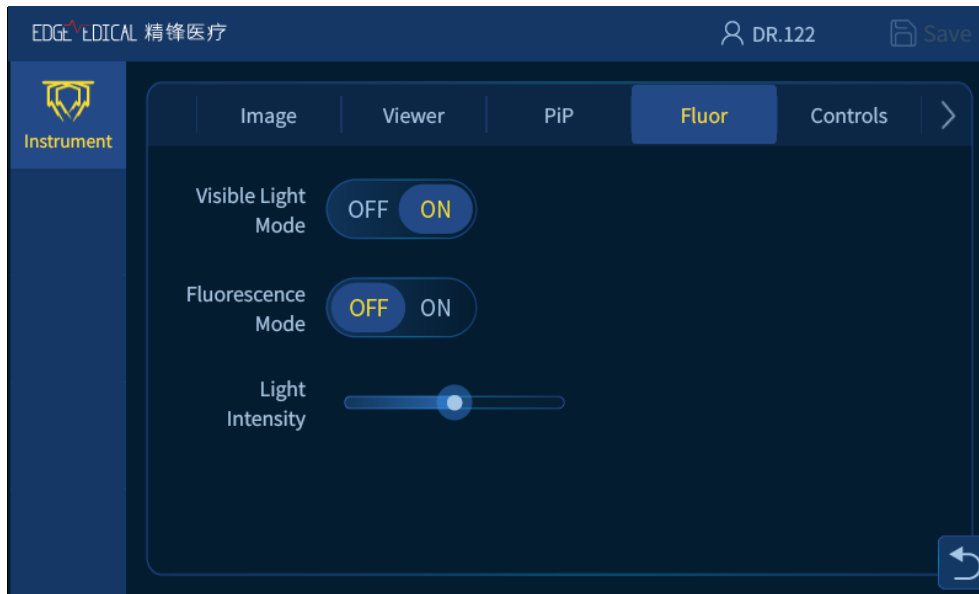 EDGE MEDICAL 精锋医疗
DR.122
Save
Instrument
Image
Viewer
PiP
Fluor
Controls
Visible Light
Mode
OFF
ON
Fluorescence
Mode
OFF
ON
Light
Intensity